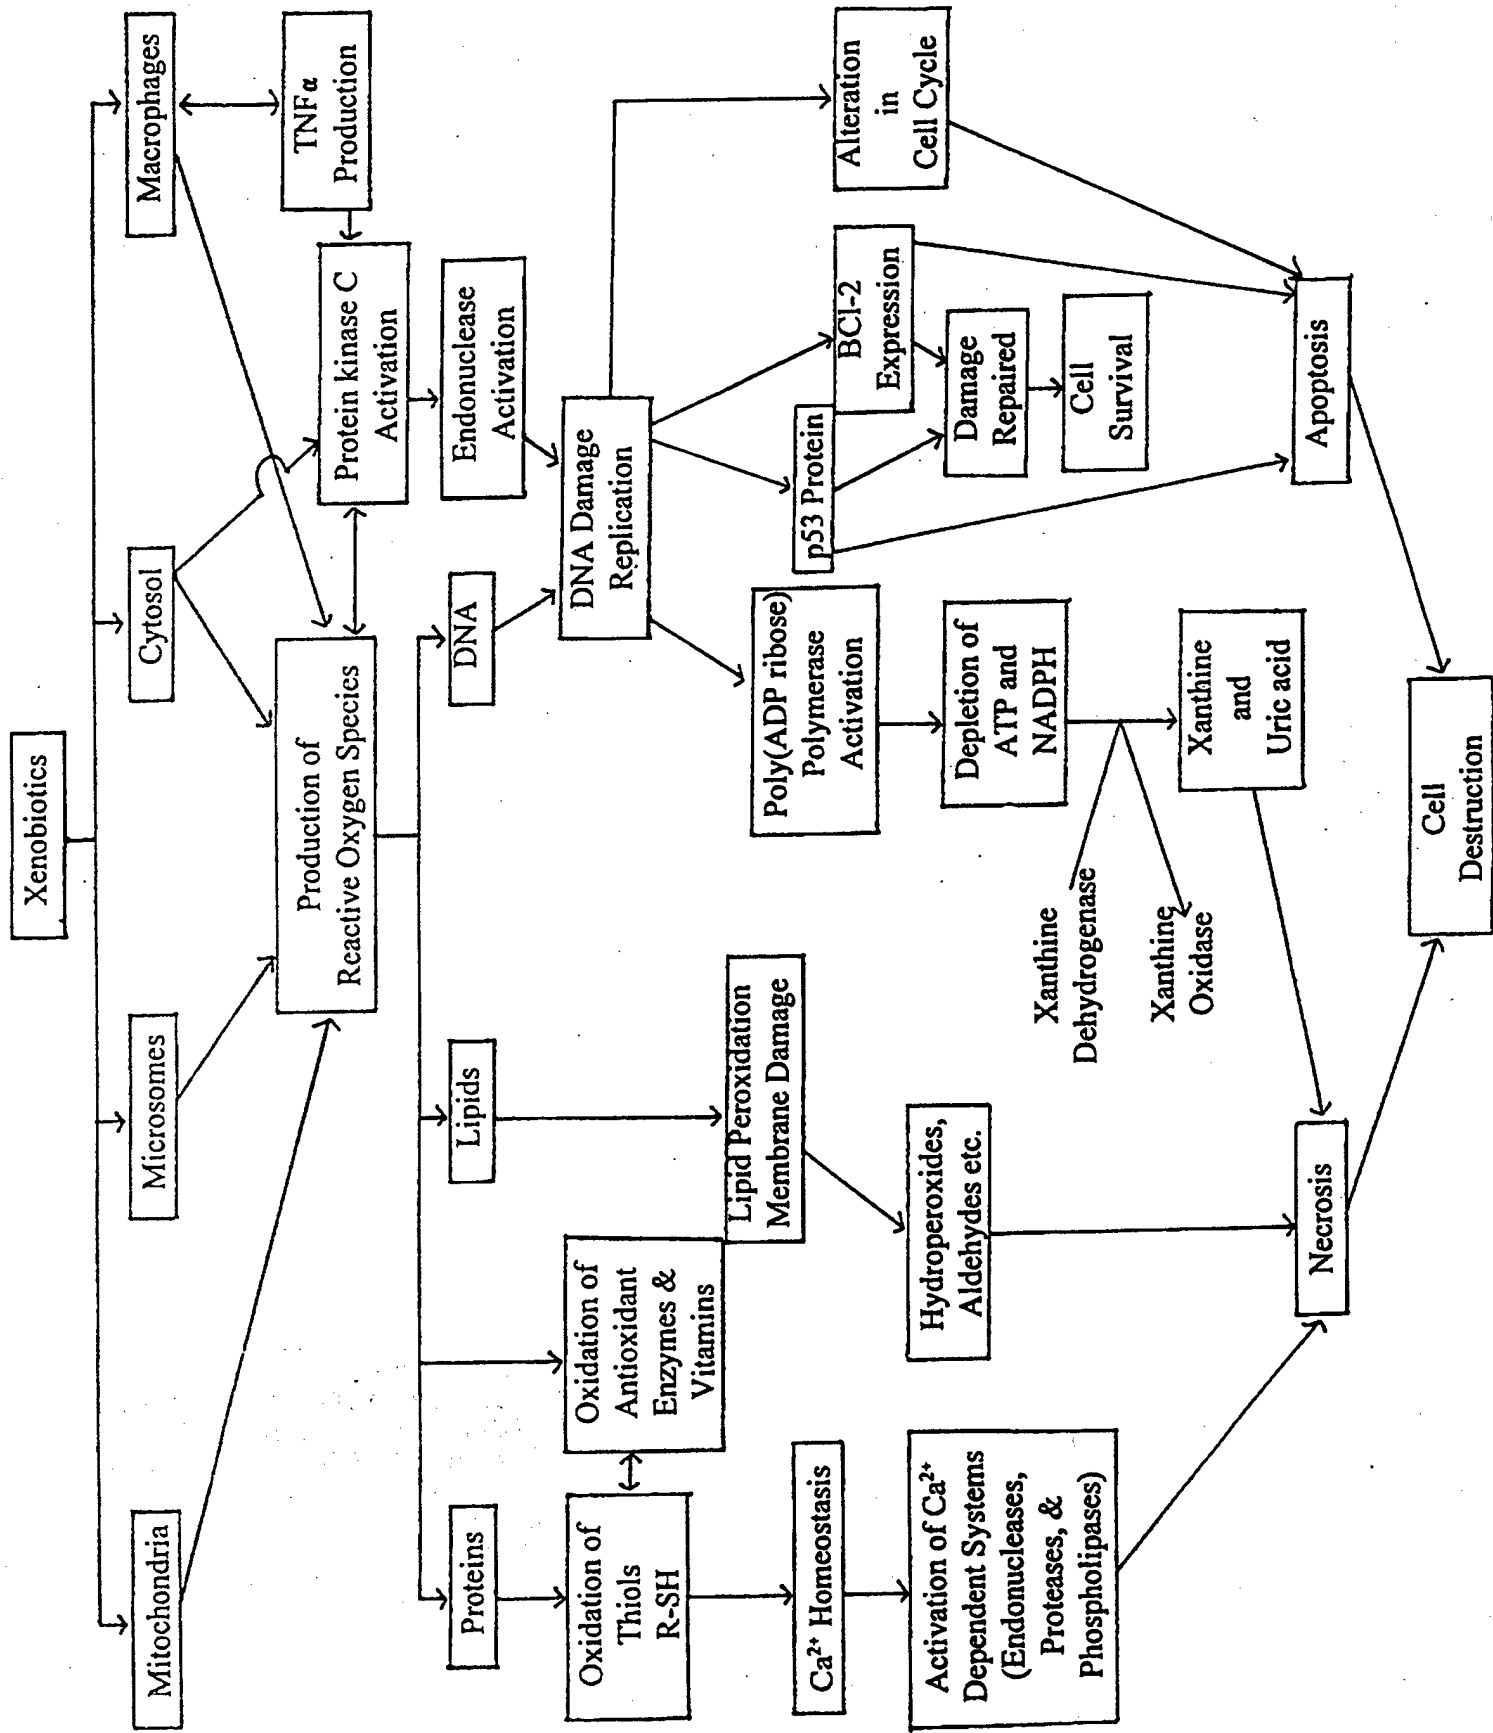 Xenobiotics
Mitochondria
Microsomes
Cytosol
Macrophages
Production of
Reactive Oxygen Species
TNFα
Production
Protein kinase C
Activation
Endonuclease
Activation
Proteins
Lipids
DNA
Oxidation of
Thiols
R-SH
Oxidation of
Antioxidant
Enzymes &
Vitamins
DNA Damage
Replication
Lipid Peroxidation
Membrane Damage
Poly(ADP ribose)
Polymerase
Activation
p53 Protein
BCl-2
Expression
Alteration
in
Cell Cycle
Ca²⁺ Homeostasis
Hydroperoxides,
Aldehydes etc.
Depletion of
ATP and
NADPH
Damage
Repaired
Cell
Survival
Activation of Ca²⁺
Dependent Systems
(Endonucleases,
Proteases, &
Phospholipases)
Xanthine
Dehydrogenase
Xanthine
Oxidase
Xanthine
and
Uric acid
Necrosis
Apoptosis
Cell
Destruction